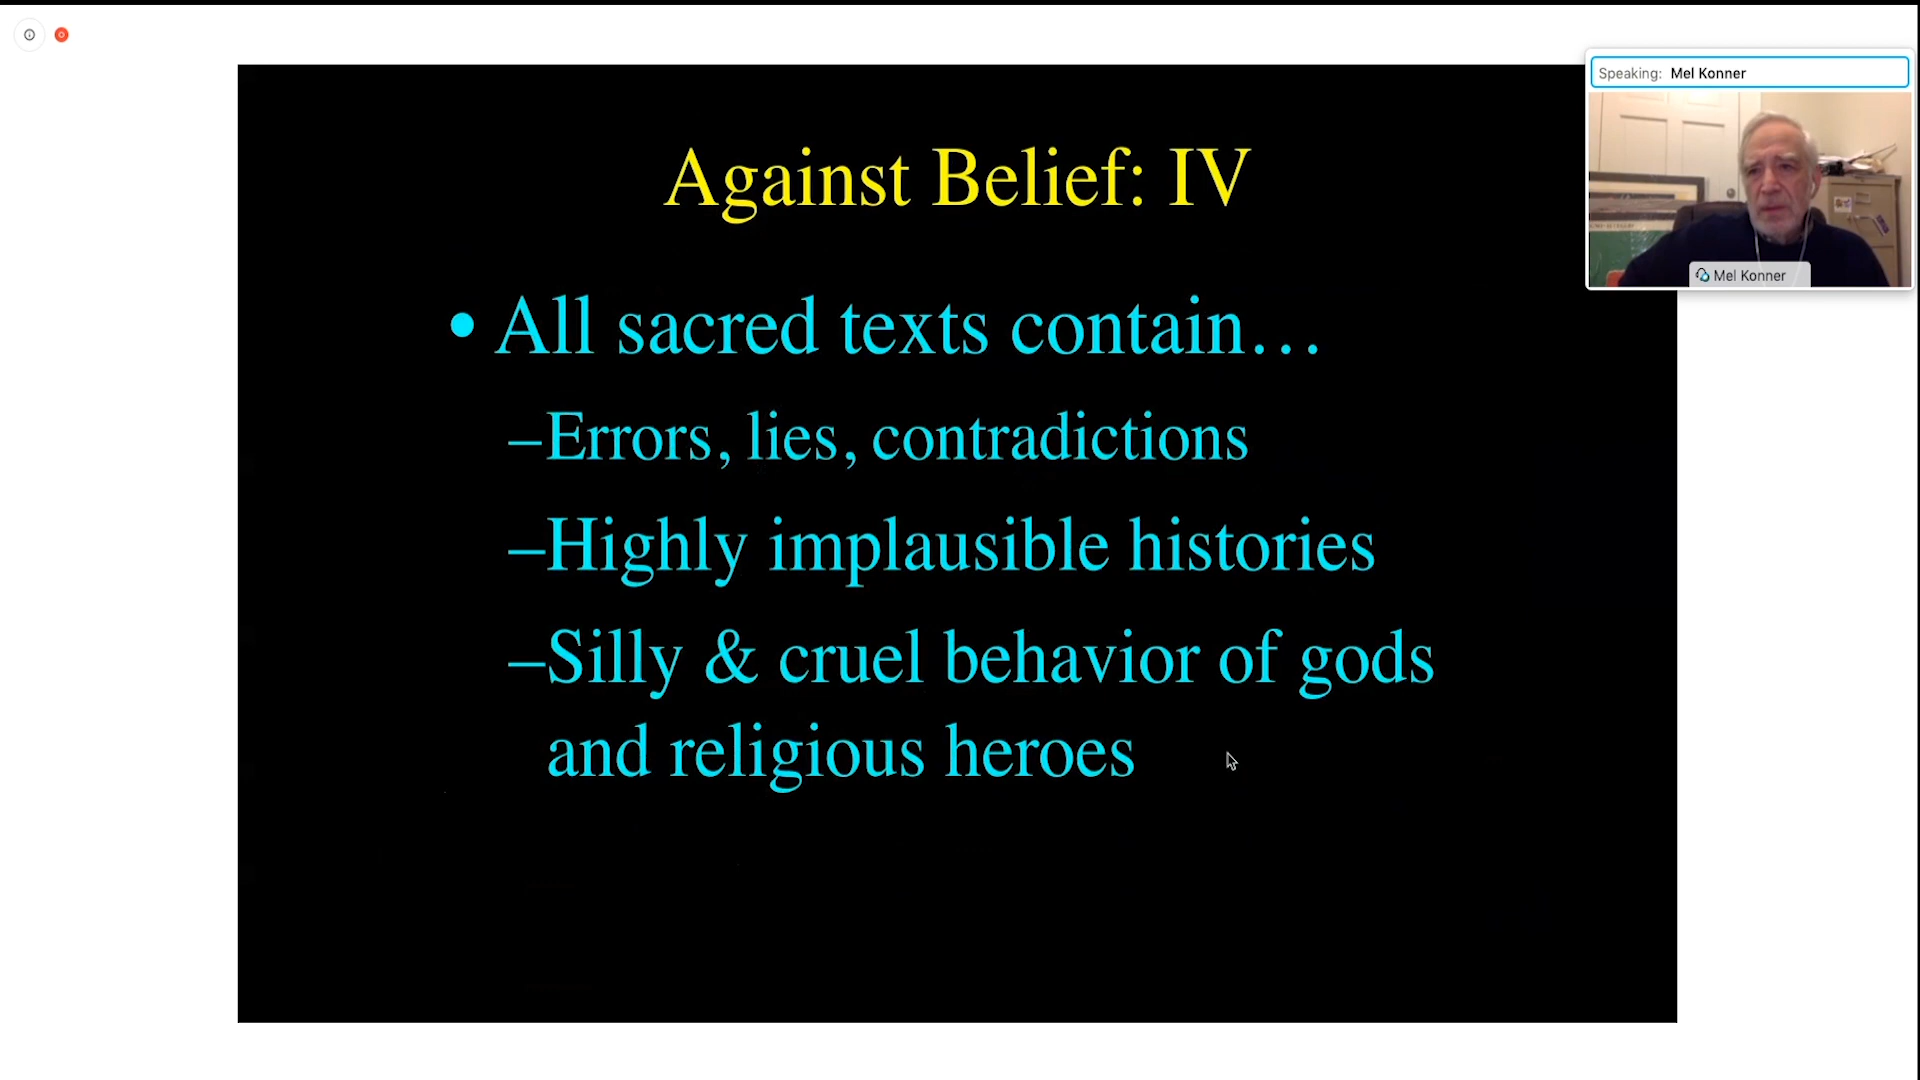 Speaking: Mel Konner
Mel Konner
Against Belief: IV
• All sacred texts contain…
–Errors, lies, contradictions
–Highly implausible histories
–Silly & cruel behavior of gods
and religious heroes